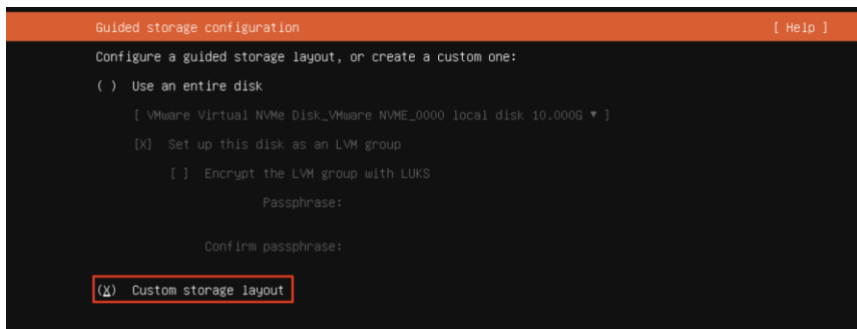 Guided storage configuration [ Help ]
Configure a guided storage layout, or create a custom one:
( ) Use an entire disk
[ VMware Virtual NVMe Disk_VMware NVME_0000 local disk 10.000G ▾ ]
[X] Set up this disk as an LVM group
[ ] Encrypt the LVM group with LUKS
Passphrase:
Confirm passphrase:
(X) Custom storage layout